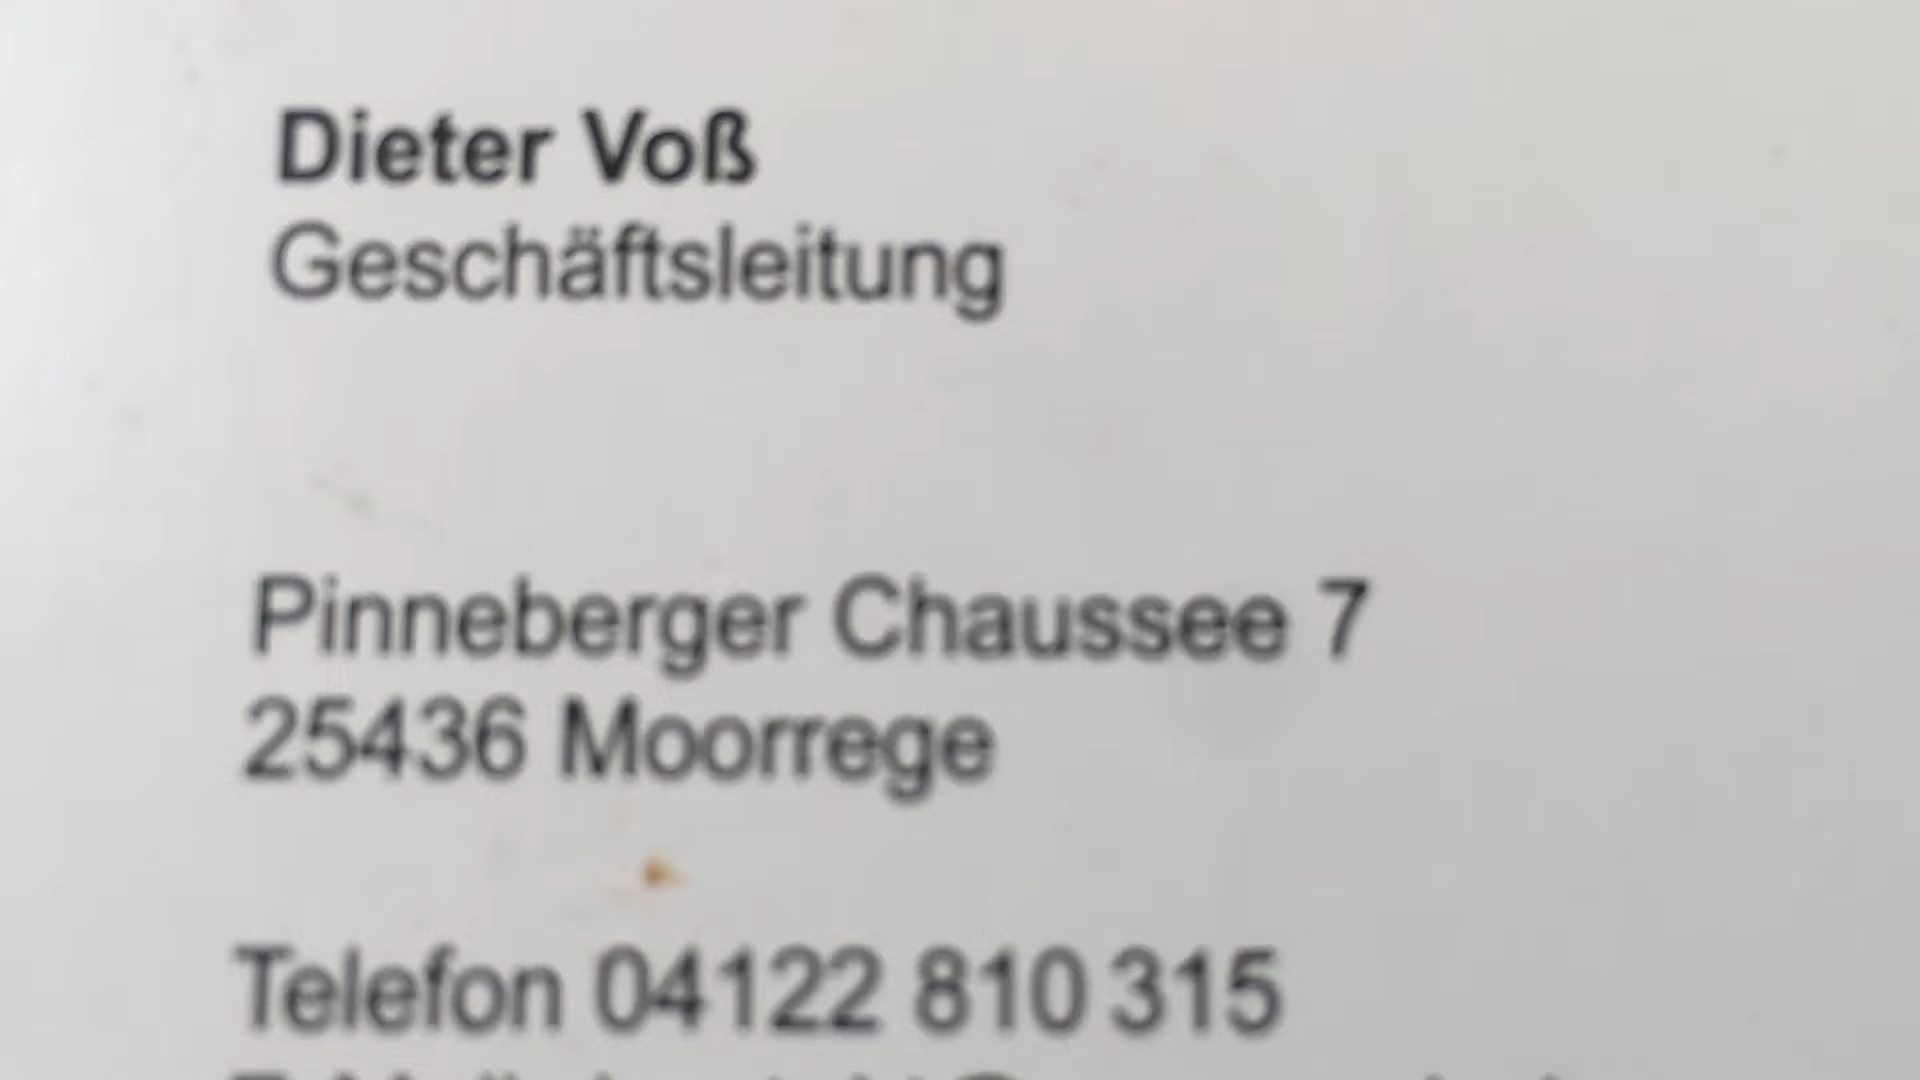 Dieter Voß
Geschäftsleitung
Pinneberger Chaussee 7
25436 Moorrege
Telefon 04122 810 315